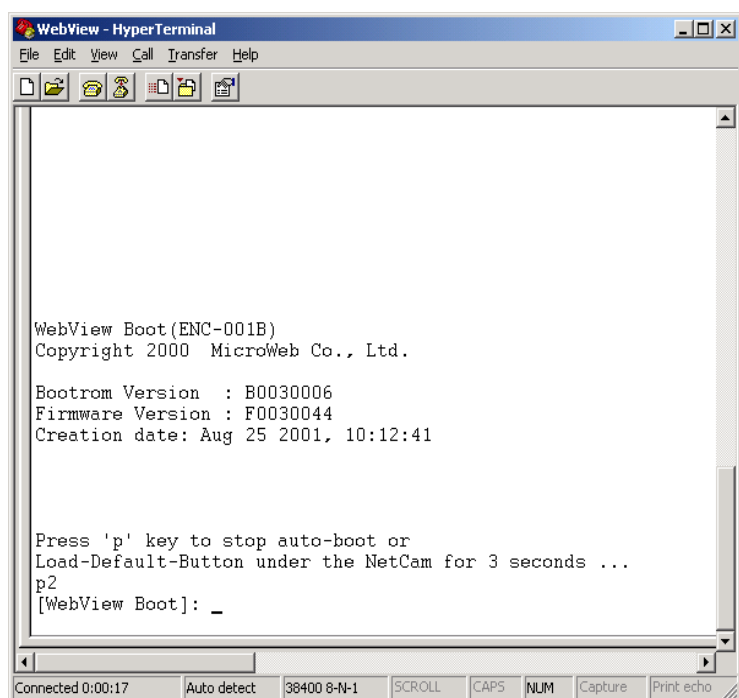 WebView - HyperTerminal
File Edit View Call Transfer Help
WebView Boot(ENC-001B)
Copyright 2000  MicroWeb Co., Ltd.
Bootrom Version  : B0030006
Firmware Version : F0030044
Creation date: Aug 25 2001, 10:12:41
Press 'p' key to stop auto-boot or
Load-Default-Button under the NetCam for 3 seconds ...
p2
[WebView Boot]: _
Connected 0:00:17 Auto detect 38400 8-N-1 SCROLL CAPS NUM Capture Print echo